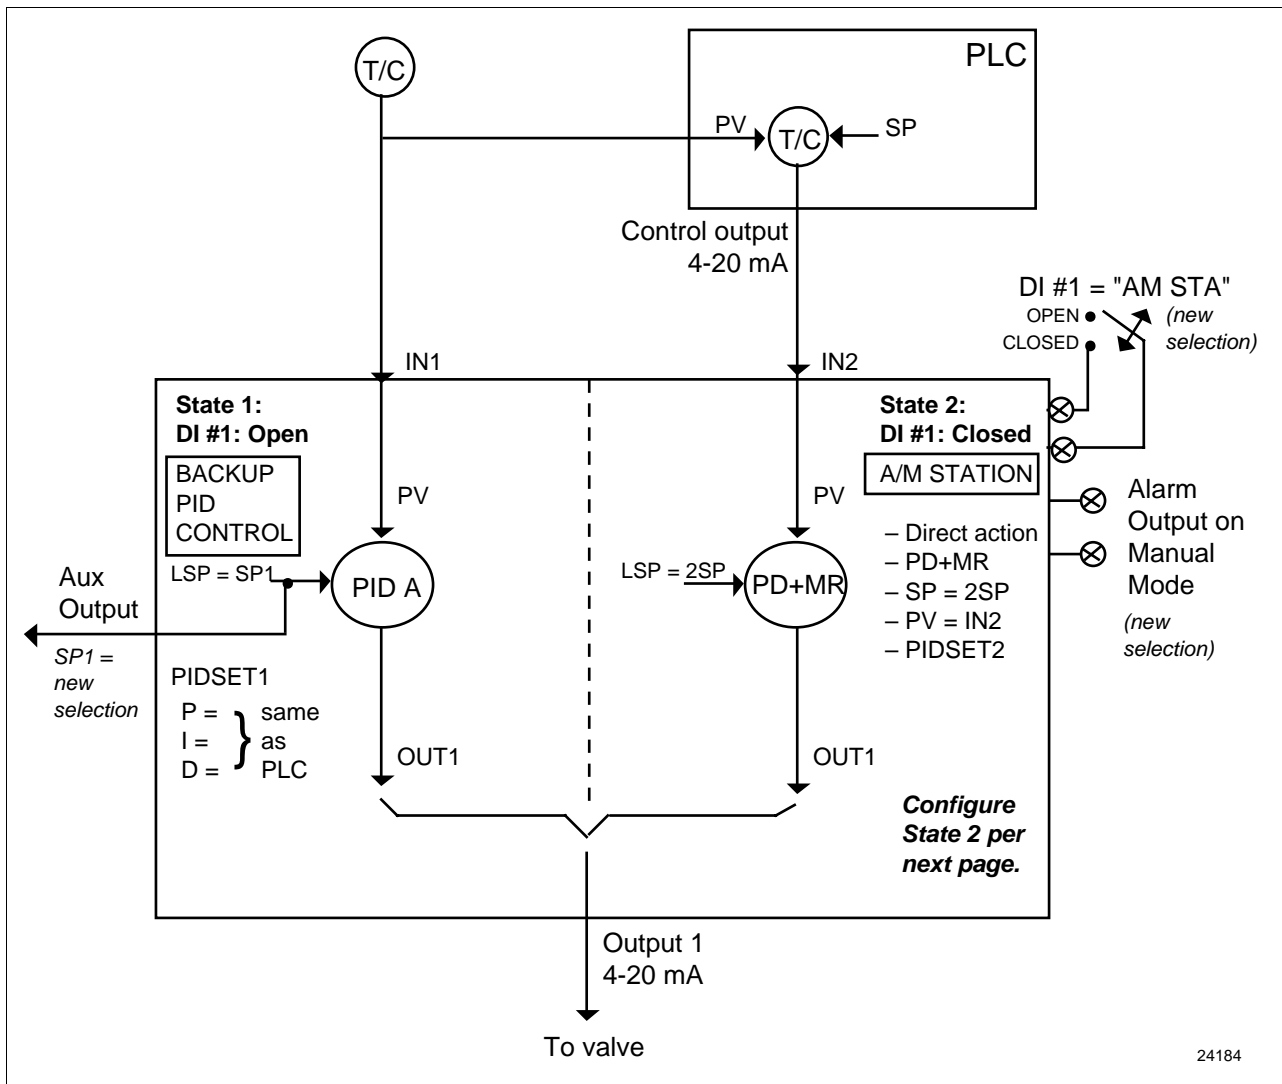 T/C
PLC
PV
T/C
SP
Control output
4-20 mA
DI #1 = "AM STA"
OPEN
CLOSED
(new
selection)
IN1
IN2
State 1:
DI #1: Open
BACKUP
PID
CONTROL
PV
LSP = SP1
PID A
Aux
Output
SP1 =
new
selection
PIDSET1
P =
I =
D =
}
same
as
PLC
OUT1
State 2:
DI #1: Closed
A/M STATION
PV
LSP = 2SP
PD+MR
– Direct action
– PD+MR
– SP = 2SP
– PV = IN2
– PIDSET2
OUT1
Alarm
Output on
Manual
Mode
(new
selection)
Configure
State 2 per
next page.
Output 1
4-20 mA
To valve
24184